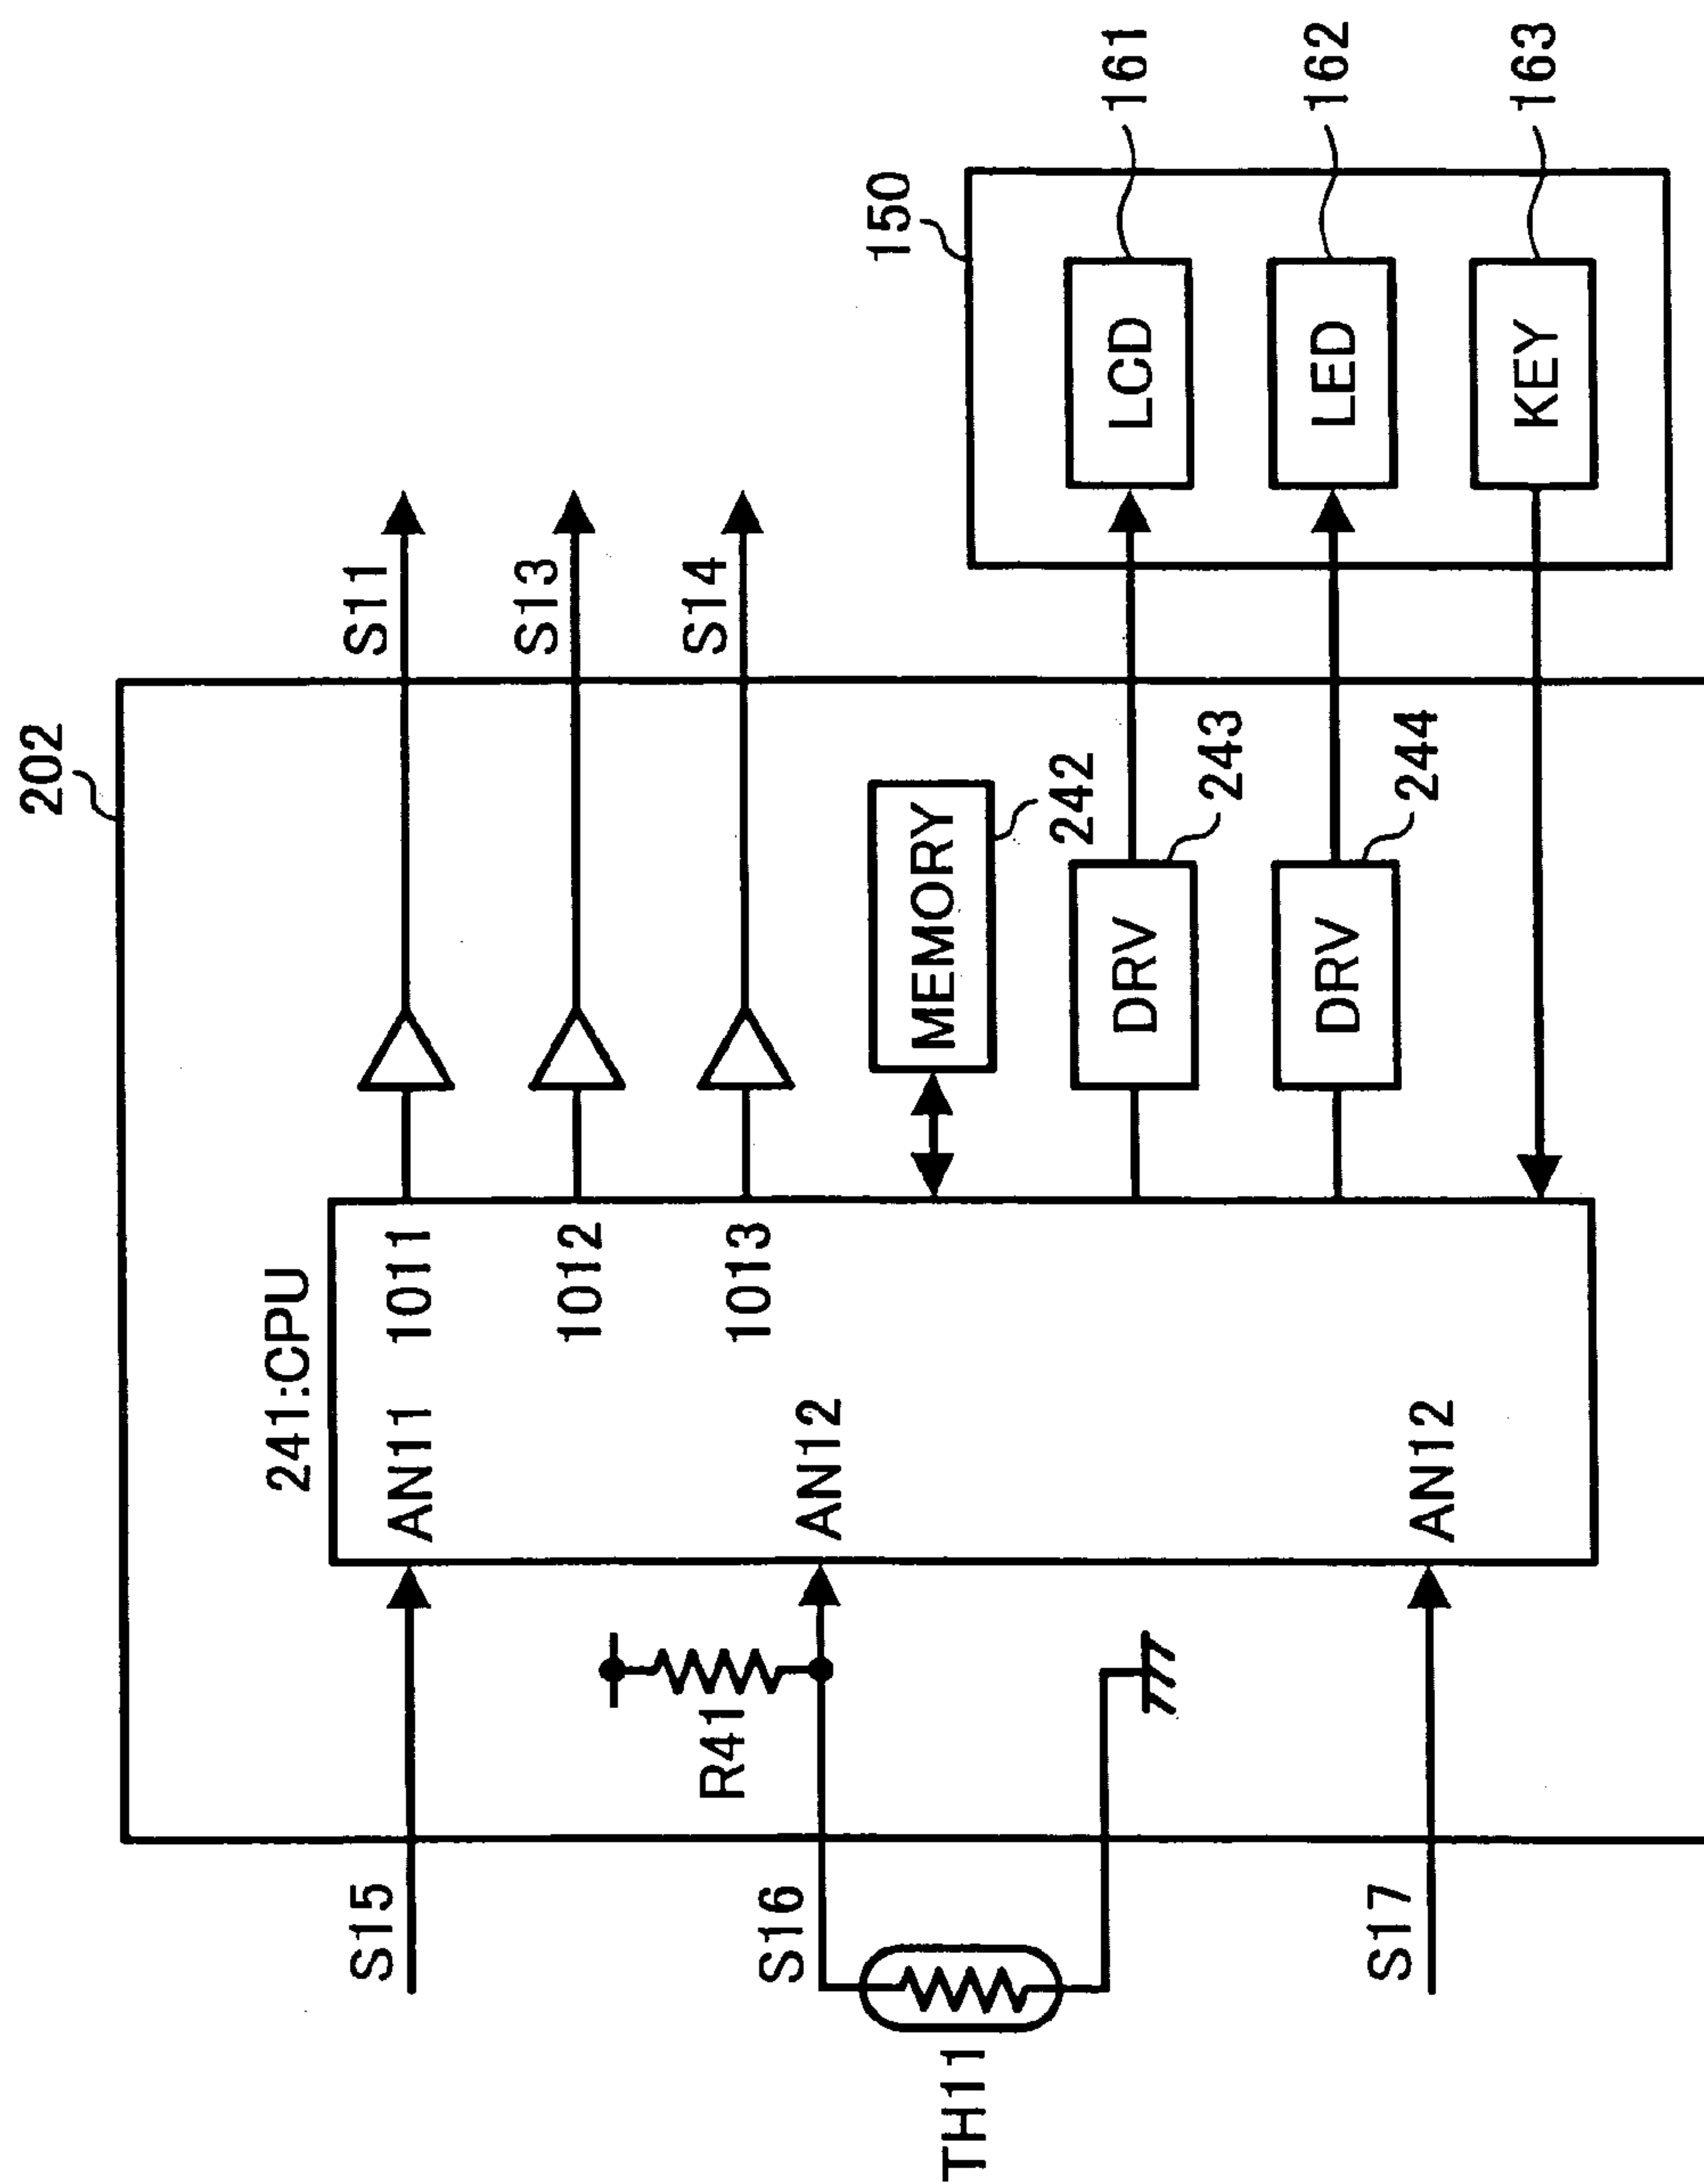 202
241:CPU
S15
AN11
1011
S11
1012
S13
R41
1013
S14
S16
AN12
TH11
MEMORY
242
150
DRV
243
LCD
161
DRV
244
LED
162
S17
AN12
KEY
163